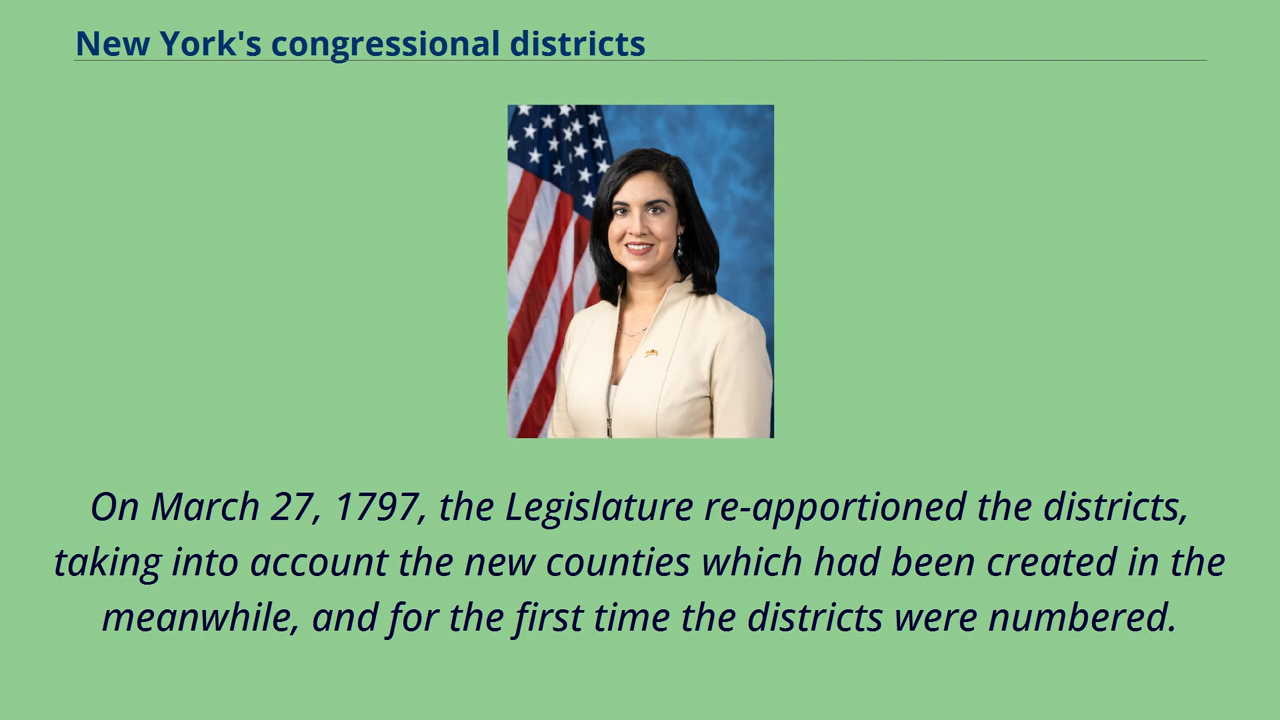 New York's congressional districts
On March 27, 1797, the Legislature re-apportioned the districts,
taking into account the new counties which had been created in the
meanwhile, and for the first time the districts were numbered.